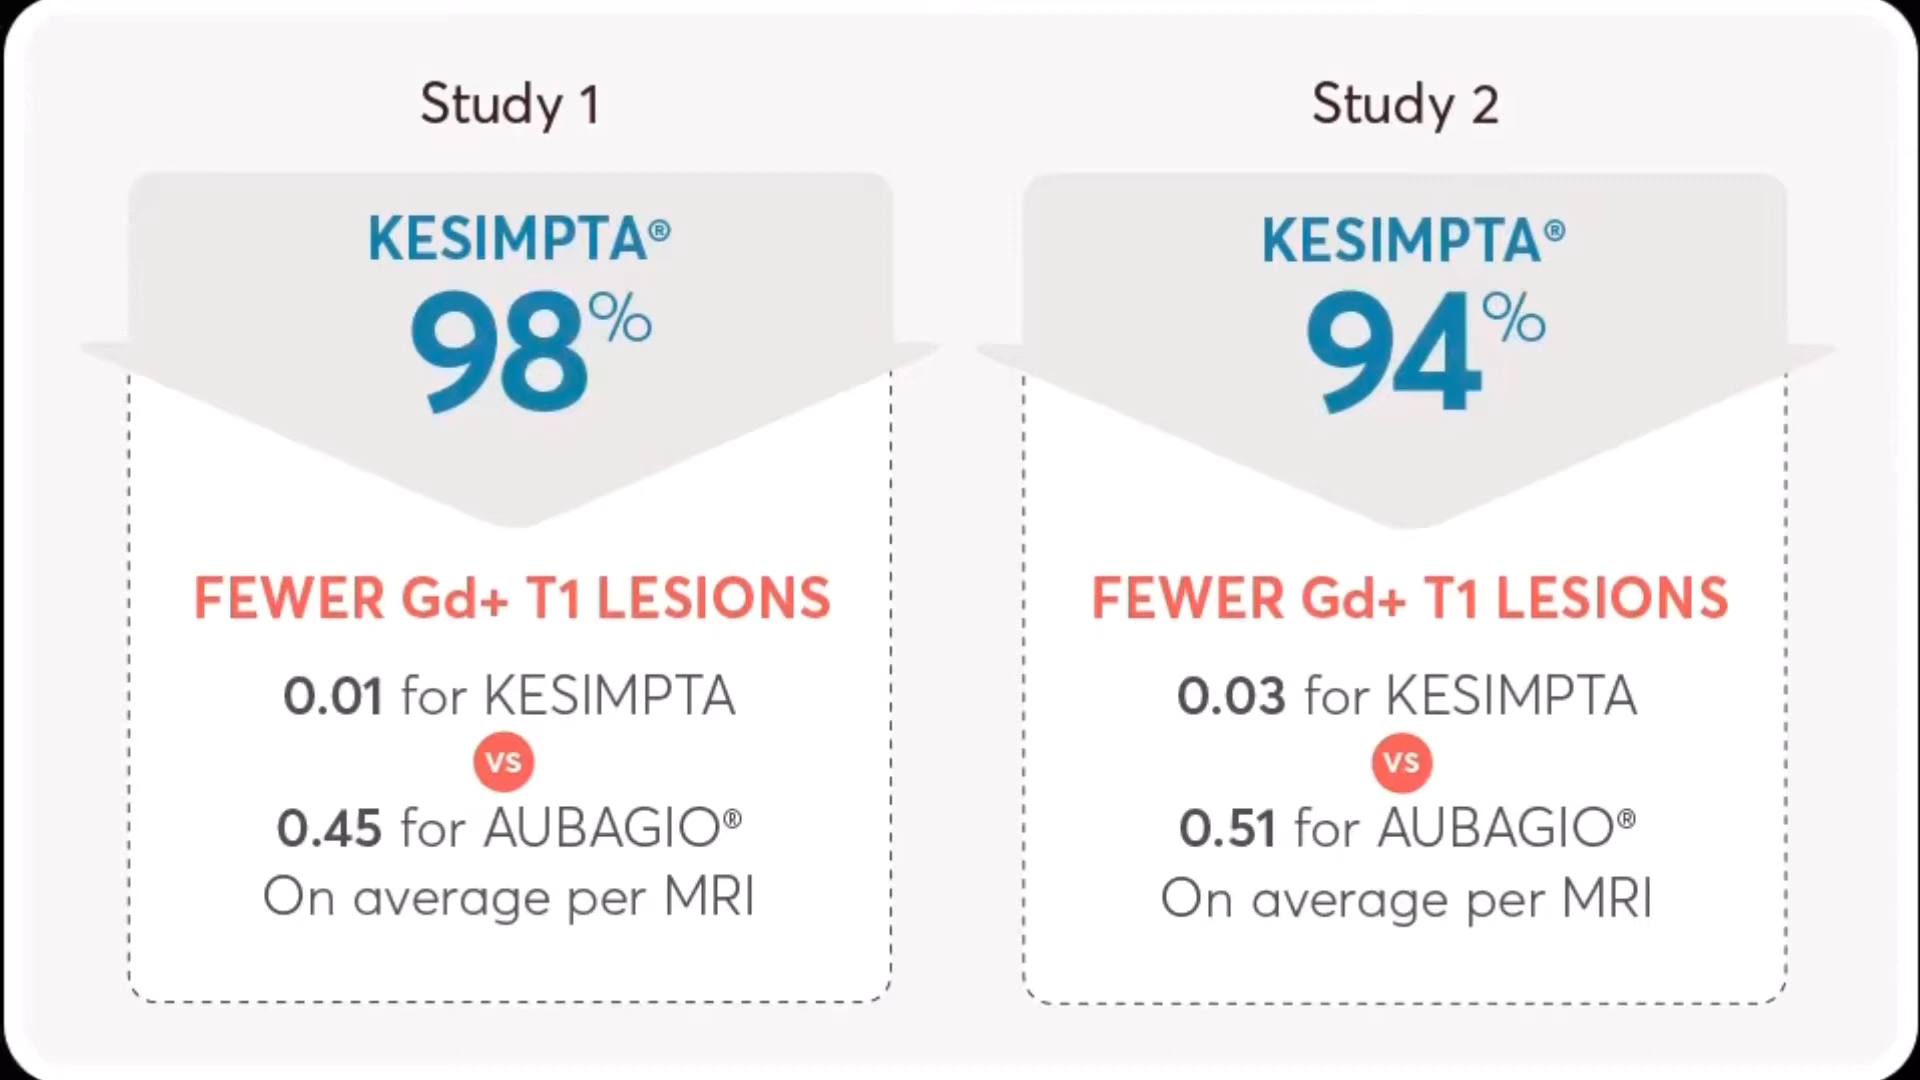 Study 1
KESIMPTA®
98%
FEWER Gd+ T1 LESIONS
0.01 for KESIMPTA
VS
0.45 for AUBAGIO®
On average per MRI
Study 2
KESIMPTA®
94%
FEWER Gd+ T1 LESIONS
0.03 for KESIMPTA
VS
0.51 for AUBAGIO®
On average per MRI